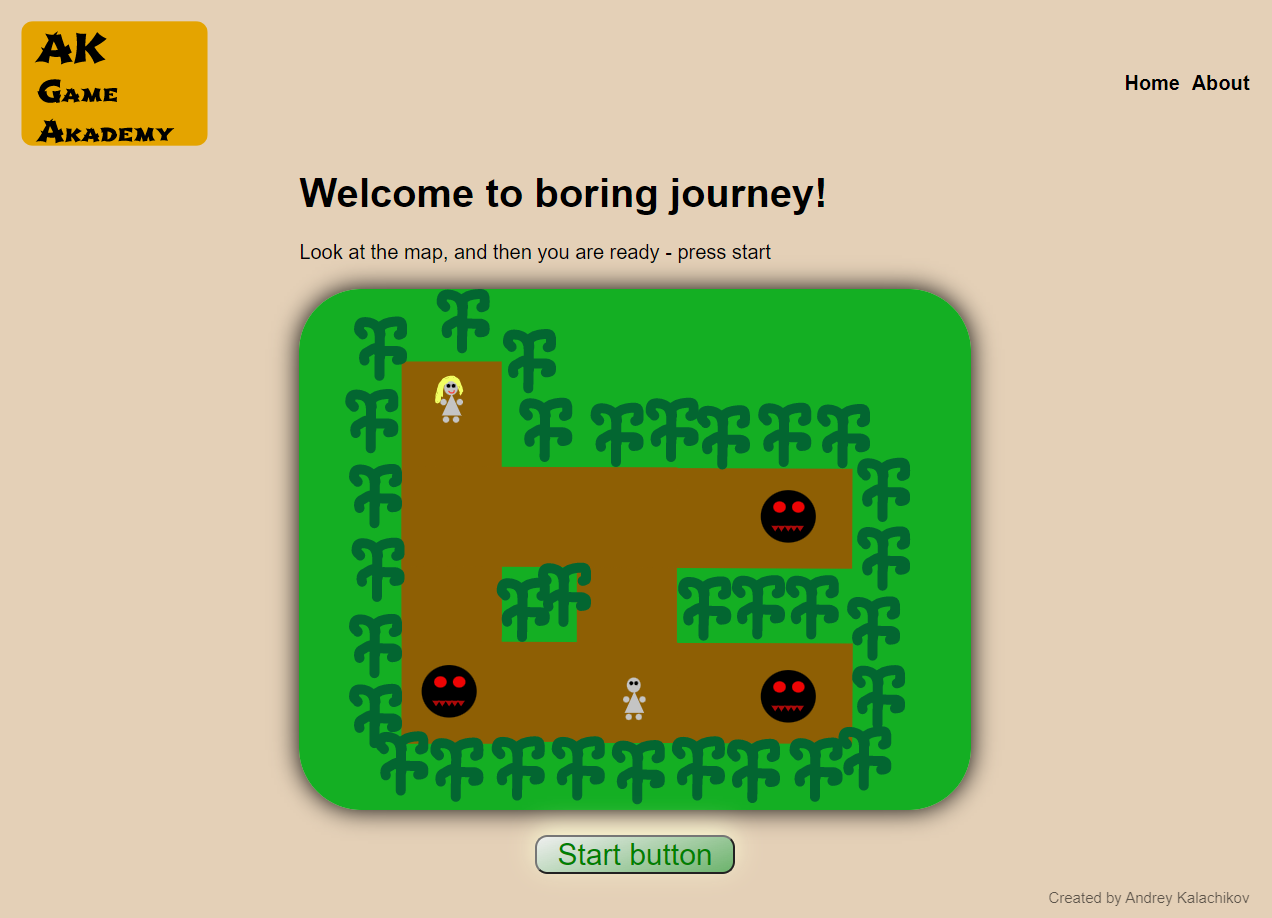 AK
Game
Akademy
Home About
Welcome to boring journey!
Look at the map, and then you are ready - press start
Start button
Created by Andrey Kalachikov